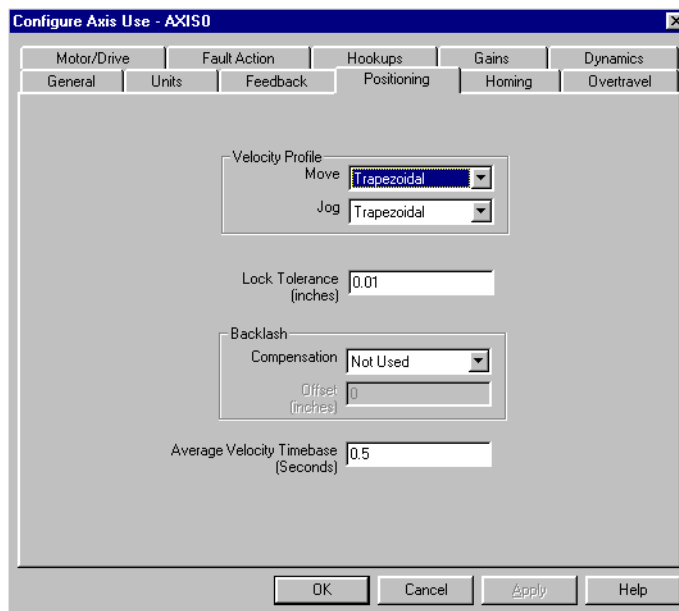 Configure Axis Use - AXIS0
Motor/Drive Fault Action Hookups Gains Dynamics
General Units Feedback Positioning Homing Overtravel
Velocity Profile
Move Trapezoidal
Jog Trapezoidal
Lock Tolerance 0.01
(inches)
Backlash
Compensation Not Used
Offset 0
(inches)
Average Velocity Timebase 0.5
(Seconds)
OK Cancel Apply Help